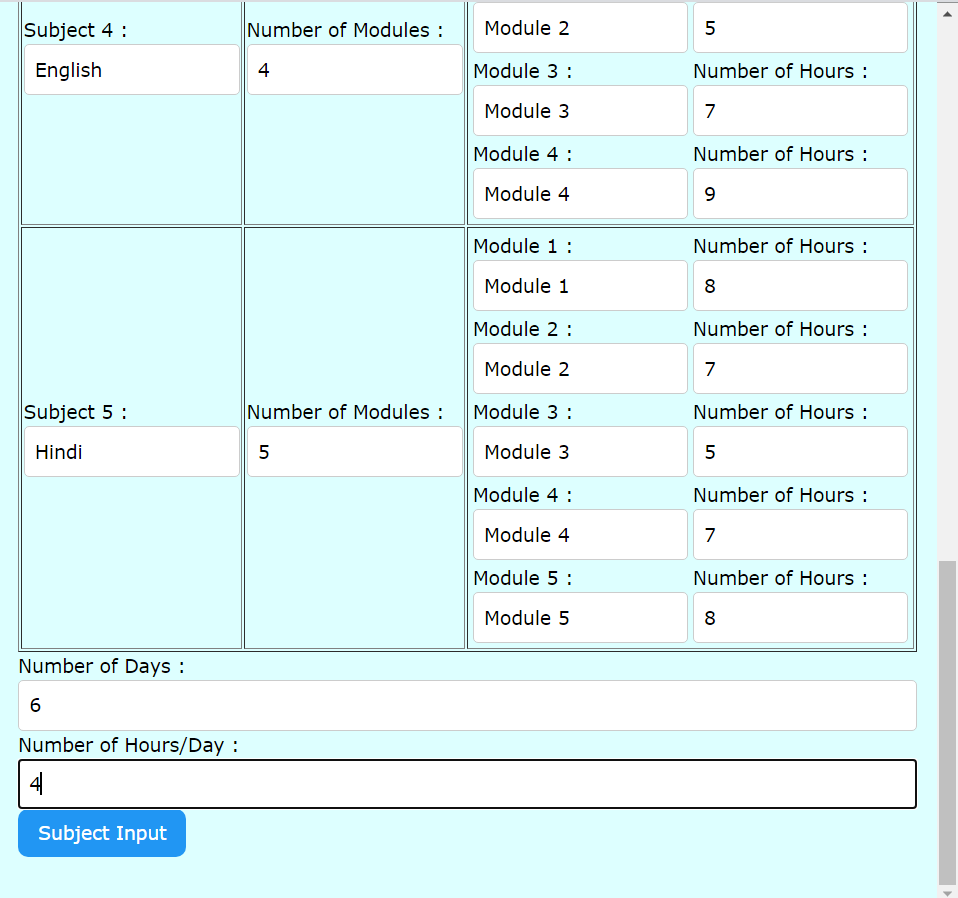 Module 2 5
Subject 4 : Number of Modules :
English 4
Module 3 : Number of Hours :
Module 3 7
Module 4 : Number of Hours :
Module 4 9
Module 1 : Number of Hours :
Module 1 8
Module 2 : Number of Hours :
Module 2 7
Subject 5 : Number of Modules : Module 3 : Number of Hours :
Hindi 5 Module 3 5
Module 4 : Number of Hours :
Module 4 7
Module 5 : Number of Hours :
Module 5 8
Number of Days :
6
Number of Hours/Day :
4
Subject Input